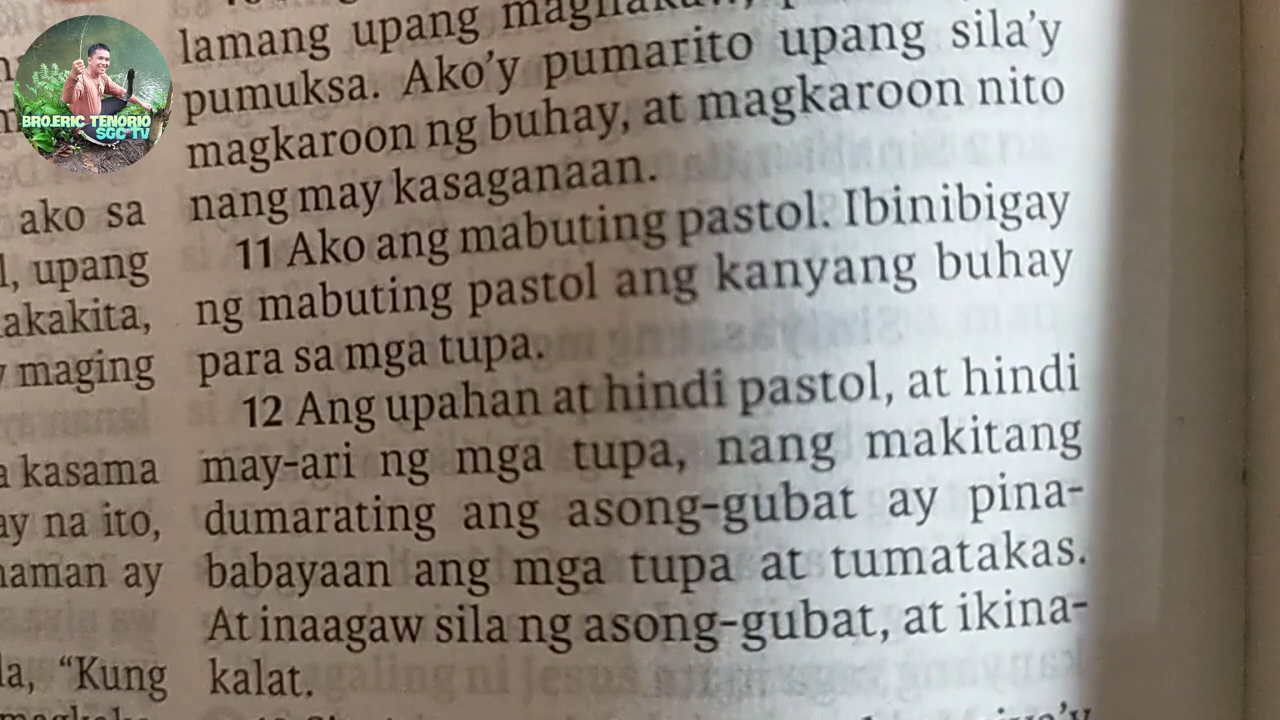 BRO.ERIC TENORIO
SGC TV
ako sa
upang
maging
kasama
na ito,
ay
“Kung
lamang upang
pumuksa. Ako’y pumarito upang sila’y
magkaroon ng buhay, at magkaroon nito
nang may kasaganaan.
11 Ako ang mabuting pastol. Ibinibigay
ng mabuting pastol ang kanyang buhay
para sa mga tupa.
12 Ang upahan at hindi pastol, at hindi
may-ari ng mga tupa, nang makitang
dumarating ang asong-gubat ay pina-
babayaan ang mga tupa at tumatakas.
At inaagaw sila ng asong-gubat, at ikina-
kalat.